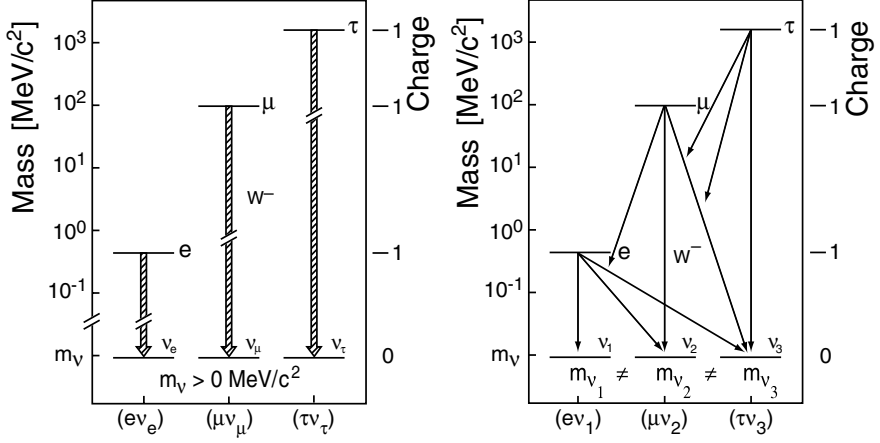 Mass [MeV/c²]
10³
10²
10¹
10⁰
10⁻¹
mν
τ
μ
e
W⁻
νe
νμ
ντ
mν > 0 MeV/c²
(eνe)
(μνμ)
(τντ)
Charge
−1
−1
−1
0
Mass [MeV/c²]
10³
10²
10¹
10⁰
10⁻¹
mν
τ
μ
e
W⁻
ν1
ν2
ν3
mν1 ≠ mν2 ≠ mν3
(eν1)
(μν2)
(τν3)
Charge
−1
−1
−1
0